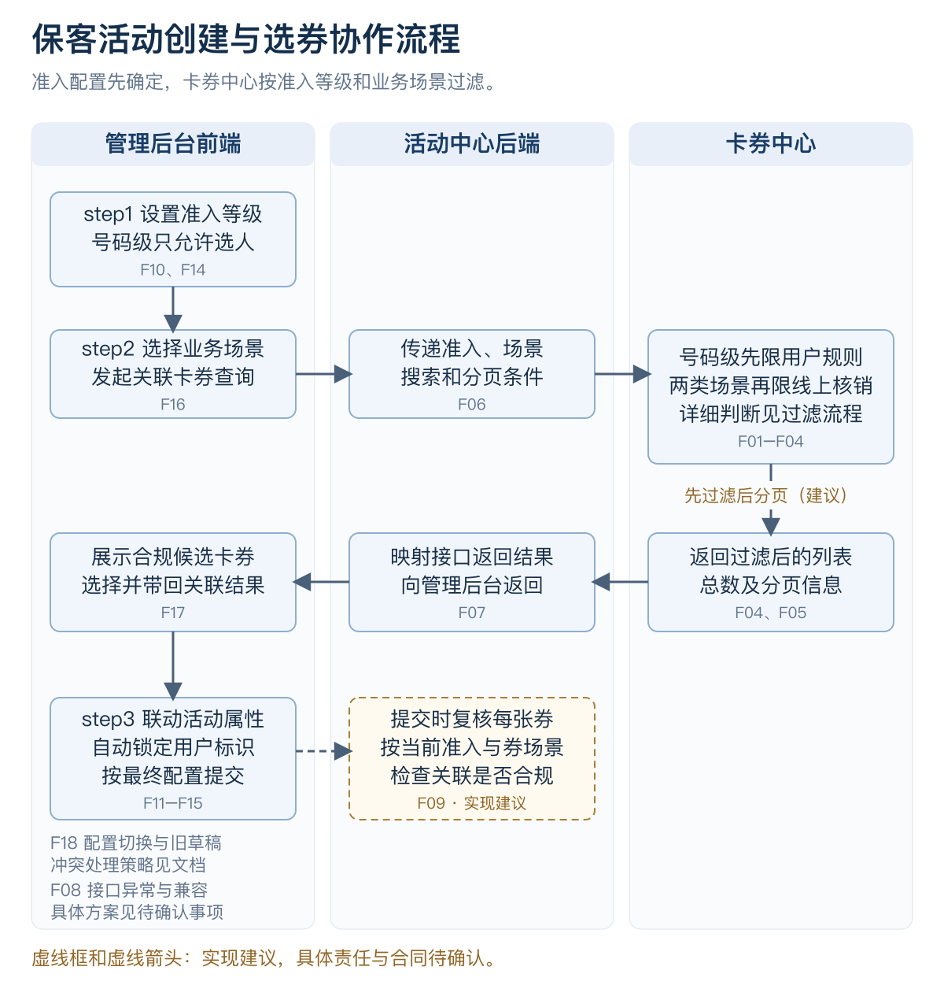 保客活动创建与选券协作流程
准入配置先确定，卡券中心按准入等级和业务场景过滤。
管理后台前端
活动中心后端
卡券中心
step1 设置准入等级
号码级只允许选人
F10、F14
step2 选择业务场景
发起关联卡券查询
F16
传递准入、场景
搜索和分页条件
F06
号码级先限用户规则
两类场景再限线上核销
详细判断见过滤流程
F01—F04
先过滤后分页（建议）
展示合规候选卡券
选择并带回关联结果
F17
映射接口返回结果
向管理后台返回
F07
返回过滤后的列表
总数及分页信息
F04、F05
step3 联动活动属性
自动锁定用户标识
按最终配置提交
F11—F15
提交时复核每张券
按当前准入与券场景
检查关联是否合规
F09 · 实现建议
F18 配置切换与旧草稿
冲突处理策略见文档
F08 接口异常与兼容
具体方案见待确认事项
虚线框和虚线箭头：实现建议，具体责任与合同待确认。